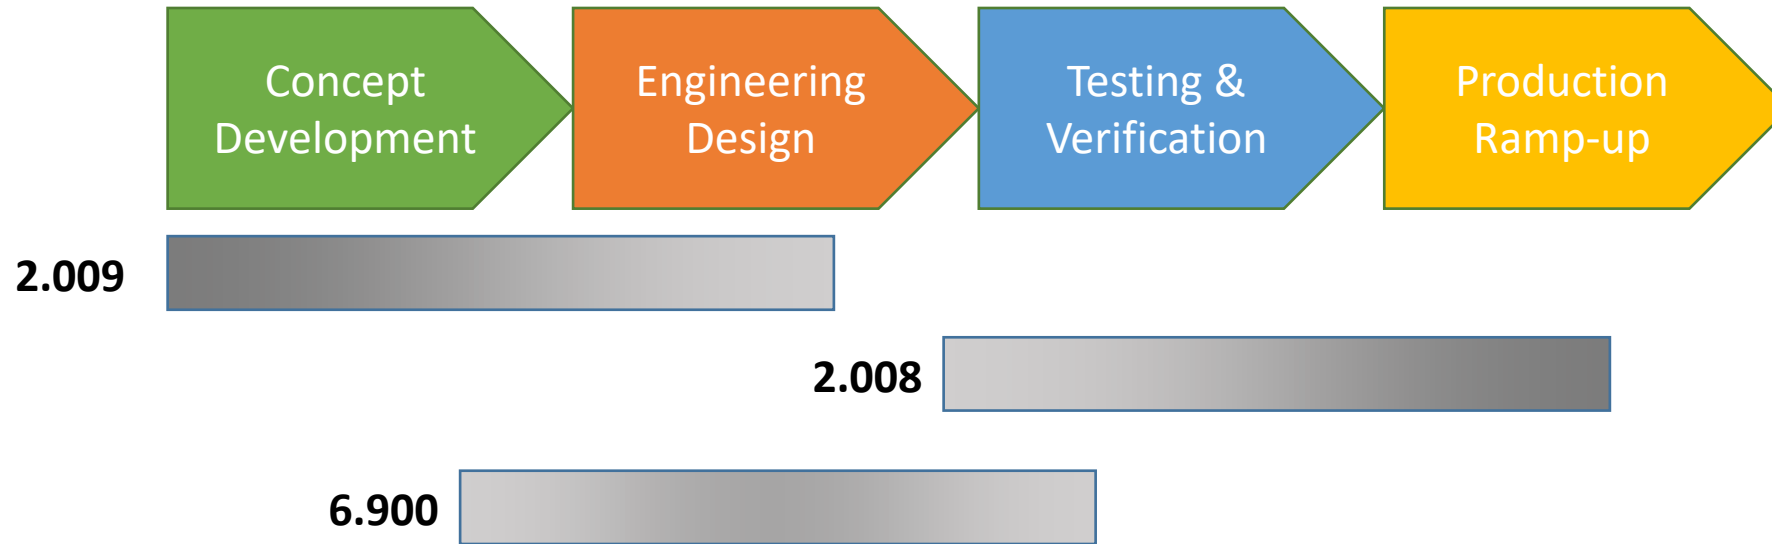 Concept
Development
Engineering
Design
Testing &
Verification
Production
Ramp-up
2.009
2.008
6.900